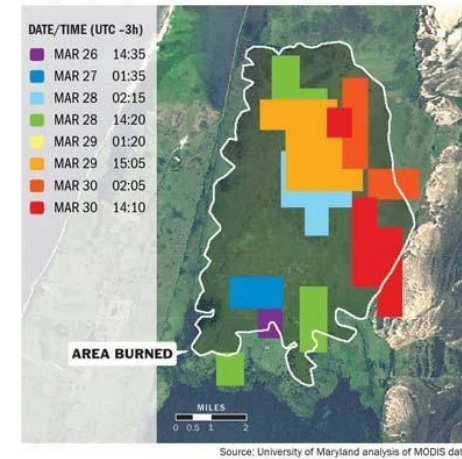 DATE/TIME (UTC –3h)
MAR 26 14:35
MAR 27 01:35
MAR 28 02:15
MAR 28 14:20
MAR 29 01:20
MAR 29 15:05
MAR 30 02:05
MAR 30 14:10
AREA BURNED
MILES
0 0.5 1 2
Source: University of Maryland analysis of MODIS dat